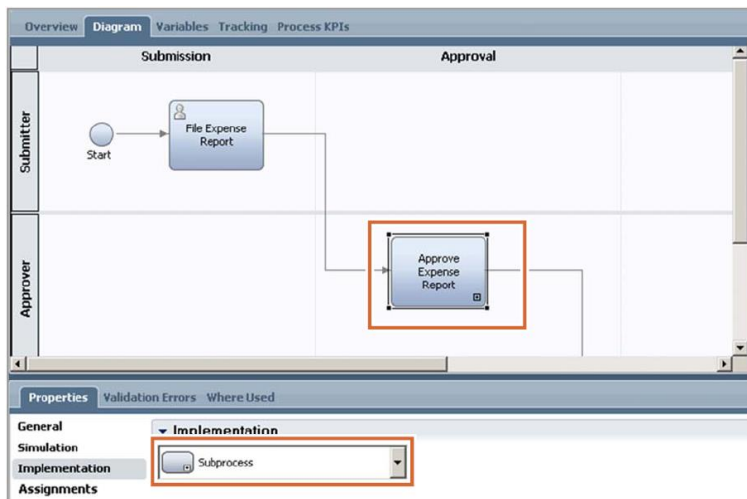 Overview Diagram Variables Tracking Process KPIs
Submission Approval
Submitter
Start
File Expense
Report
Approver
Approve
Expense
Report
Properties Validation Errors Where Used
General
Simulation
Implementation
Assignments
Implementation
Subprocess